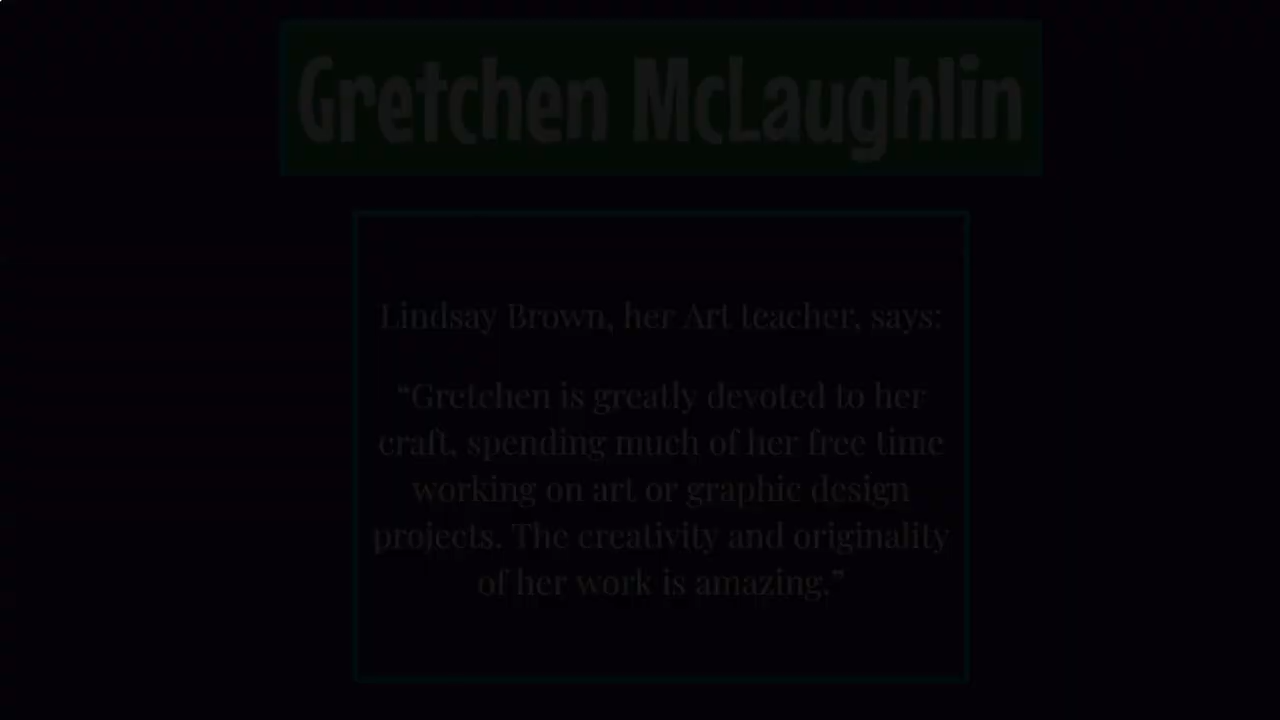 Gretchen McLaughlin
Lindsay Brown, her Art teacher, says:
“Gretchen is greatly devoted to her
craft, spending much of her free time
working on art or graphic design
projects. The creativity and originality
of her work is amazing.”